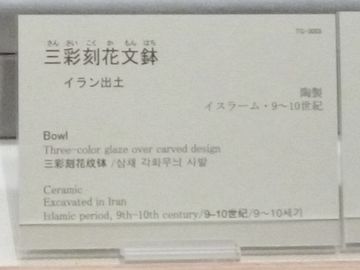 TG-3003
さんさいこくかもんはち
三彩刻花文鉢
イラン出土
陶製
イスラーム・9〜10世紀
Bowl
Three-color glaze over carved design
三彩刻花纹钵 /삼채 각화무늬 사발
Ceramic
Excavated in Iran
Islamic period, 9th-10th century/9–10世纪/9〜10세기